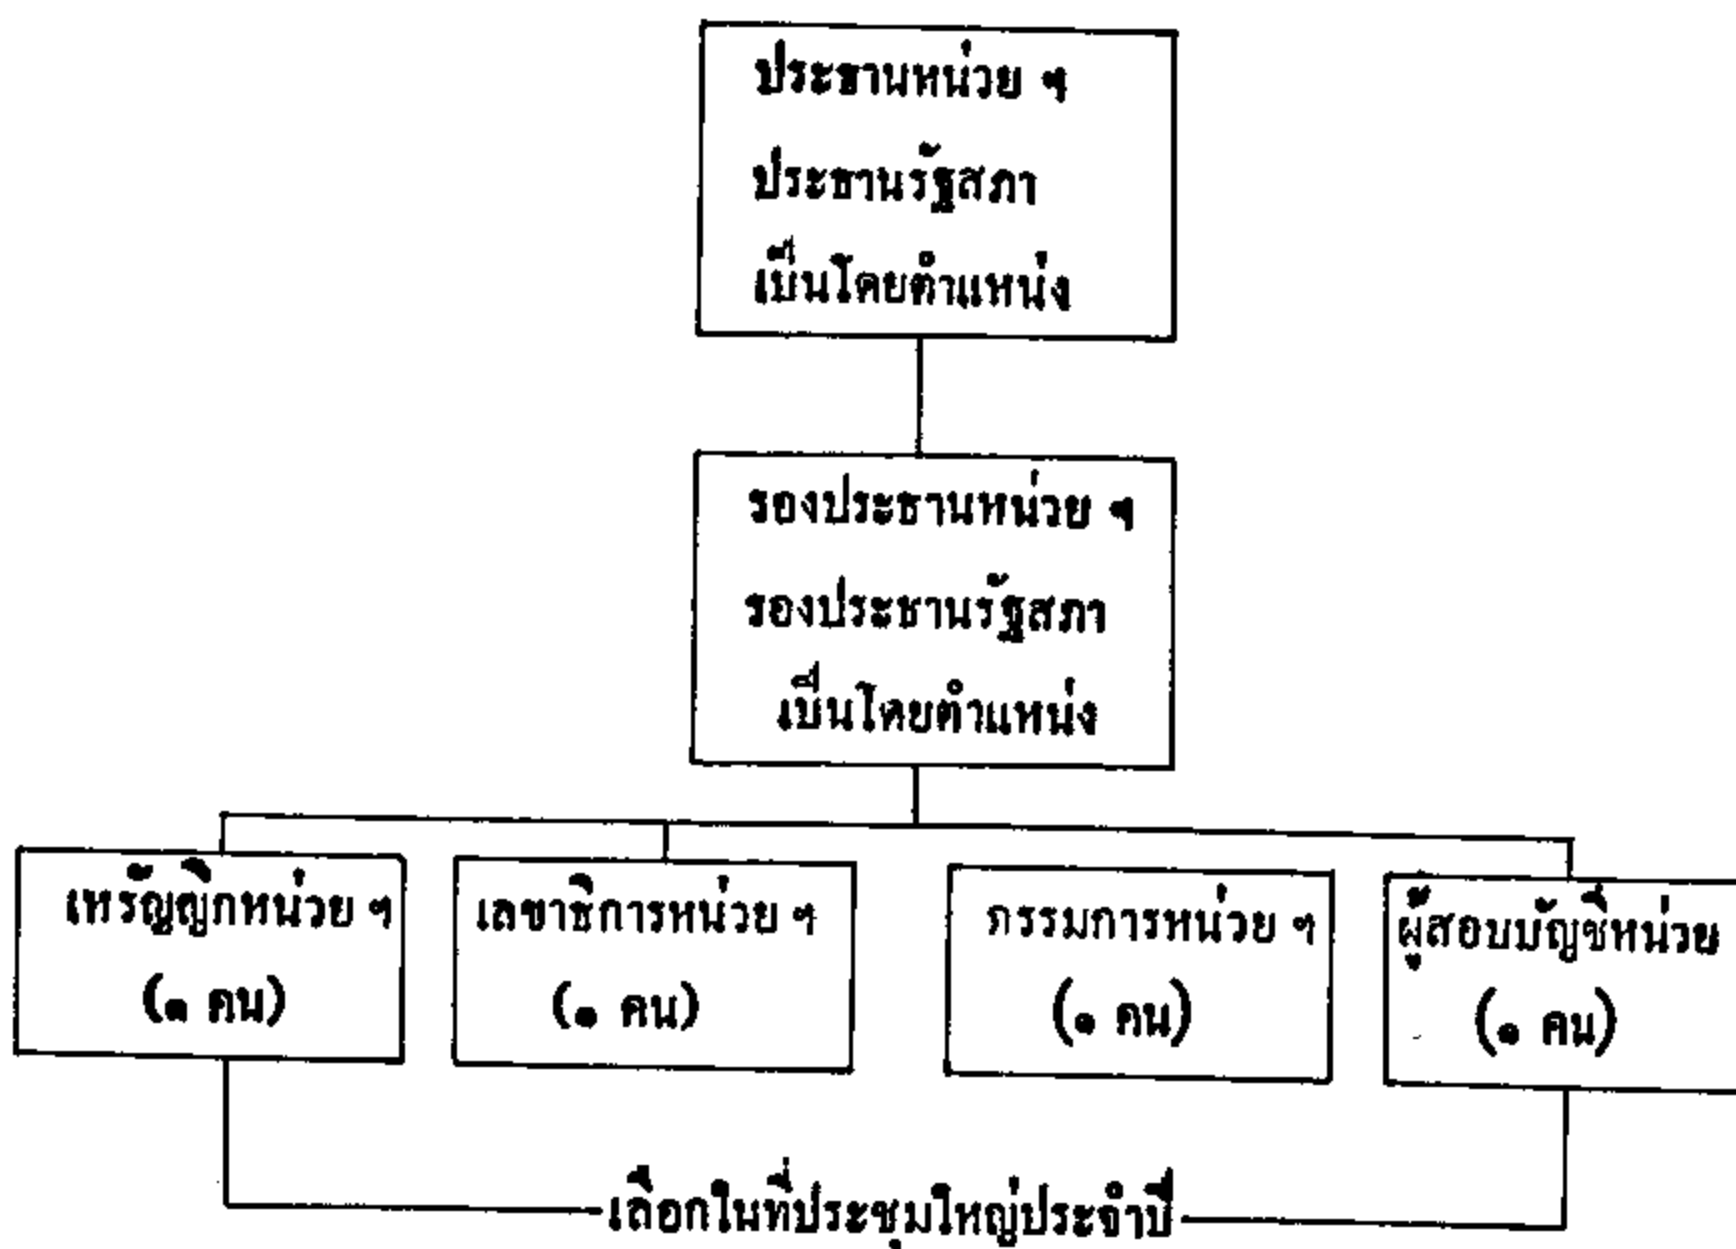 ประธานหน่วย ฯ
ประธานรัฐสภา
เป็นโดยตำแหน่ง
รองประธานหน่วย ฯ
รองประธานรัฐสภา
เป็นโดยตำแหน่ง
เหรัญญิกหน่วย ฯ
(๑ คน)
เลขาธิการหน่วย ฯ
(๑ คน)
กรรมการหน่วย ฯ
(๑ คน)
ผู้สอบบัญชีหน่วย
(๑ คน)
เลือกในที่ประชุมใหญ่ประจำปี